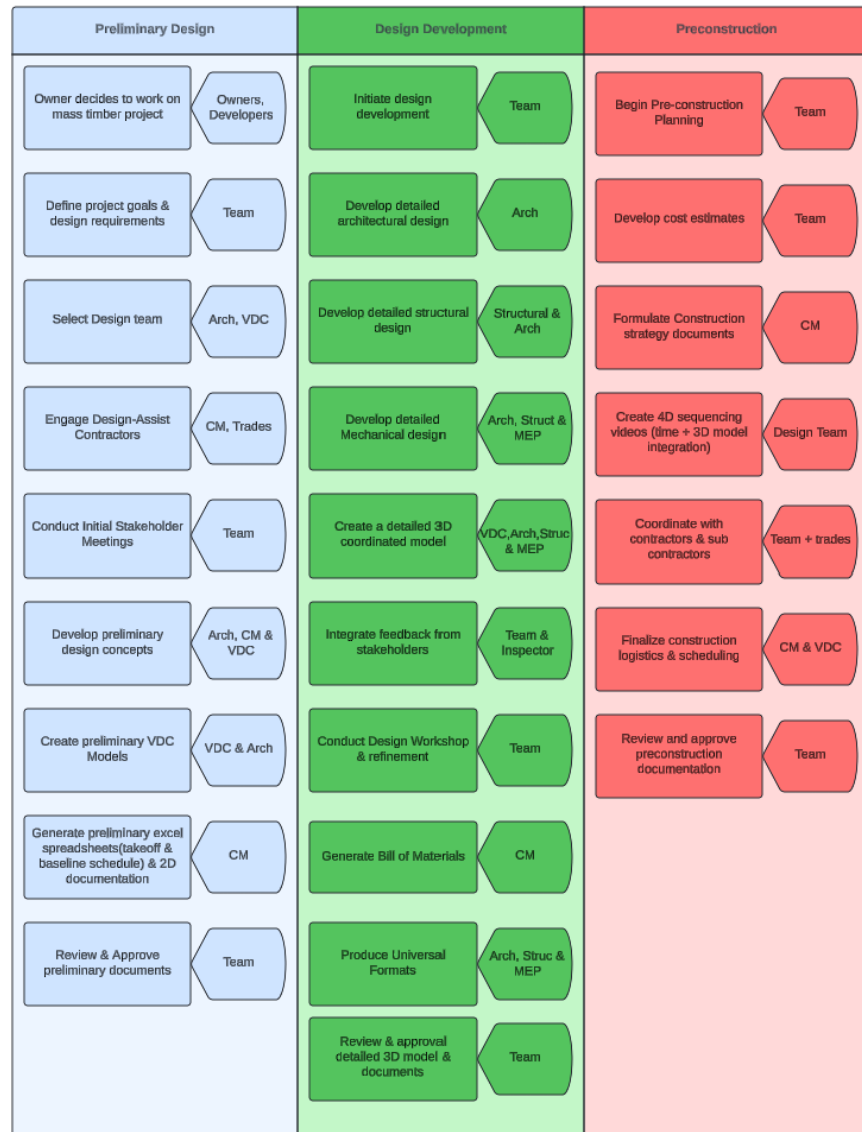 Preliminary Design
Owner decides to work on
mass timber project
Owners,
Developers
Define project goals &
design requirements
Team
Select Design team
Arch, VDC
Engage Design-Assist
Contractors
CM, Trades
Conduct Initial Stakeholder
Meetings
Team
Develop preliminary
design concepts
Arch, CM &
VDC
Create preliminary VDC
Models
VDC & Arch
Generate preliminary excel
spreadsheets(takeoff &
baseline schedule) & 2D
documentation
CM
Review & Approve
preliminary documents
Team
Design Development
Initiate design
development
Team
Develop detailed
architectural design
Arch
Develop detailed structural
design
Structural &
Arch
Develop detailed
Mechanical design
Arch, Struct &
MEP
Create a detailed 3D
coordinated model
VDC,Arch,Struc
& MEP
Integrate feedback from
stakeholders
Team &
Inspector
Conduct Design Workshop
& refinement
Team
Generate Bill of Materials
CM
Produce Universal
Formats
Arch, Struc &
MEP
Review & approval
detailed 3D model &
documents
Team
Preconstruction
Begin Pre-construction
Planning
Team
Develop cost estimates
Team
Formulate Construction
strategy documents
CM
Create 4D sequencing
videos (time + 3D model
integration)
Design Team
Coordinate with
contractors & sub
contractors
Team + trades
Finalize construction
logistics & scheduling
CM & VDC
Review and approve
preconstruction
documentation
Team